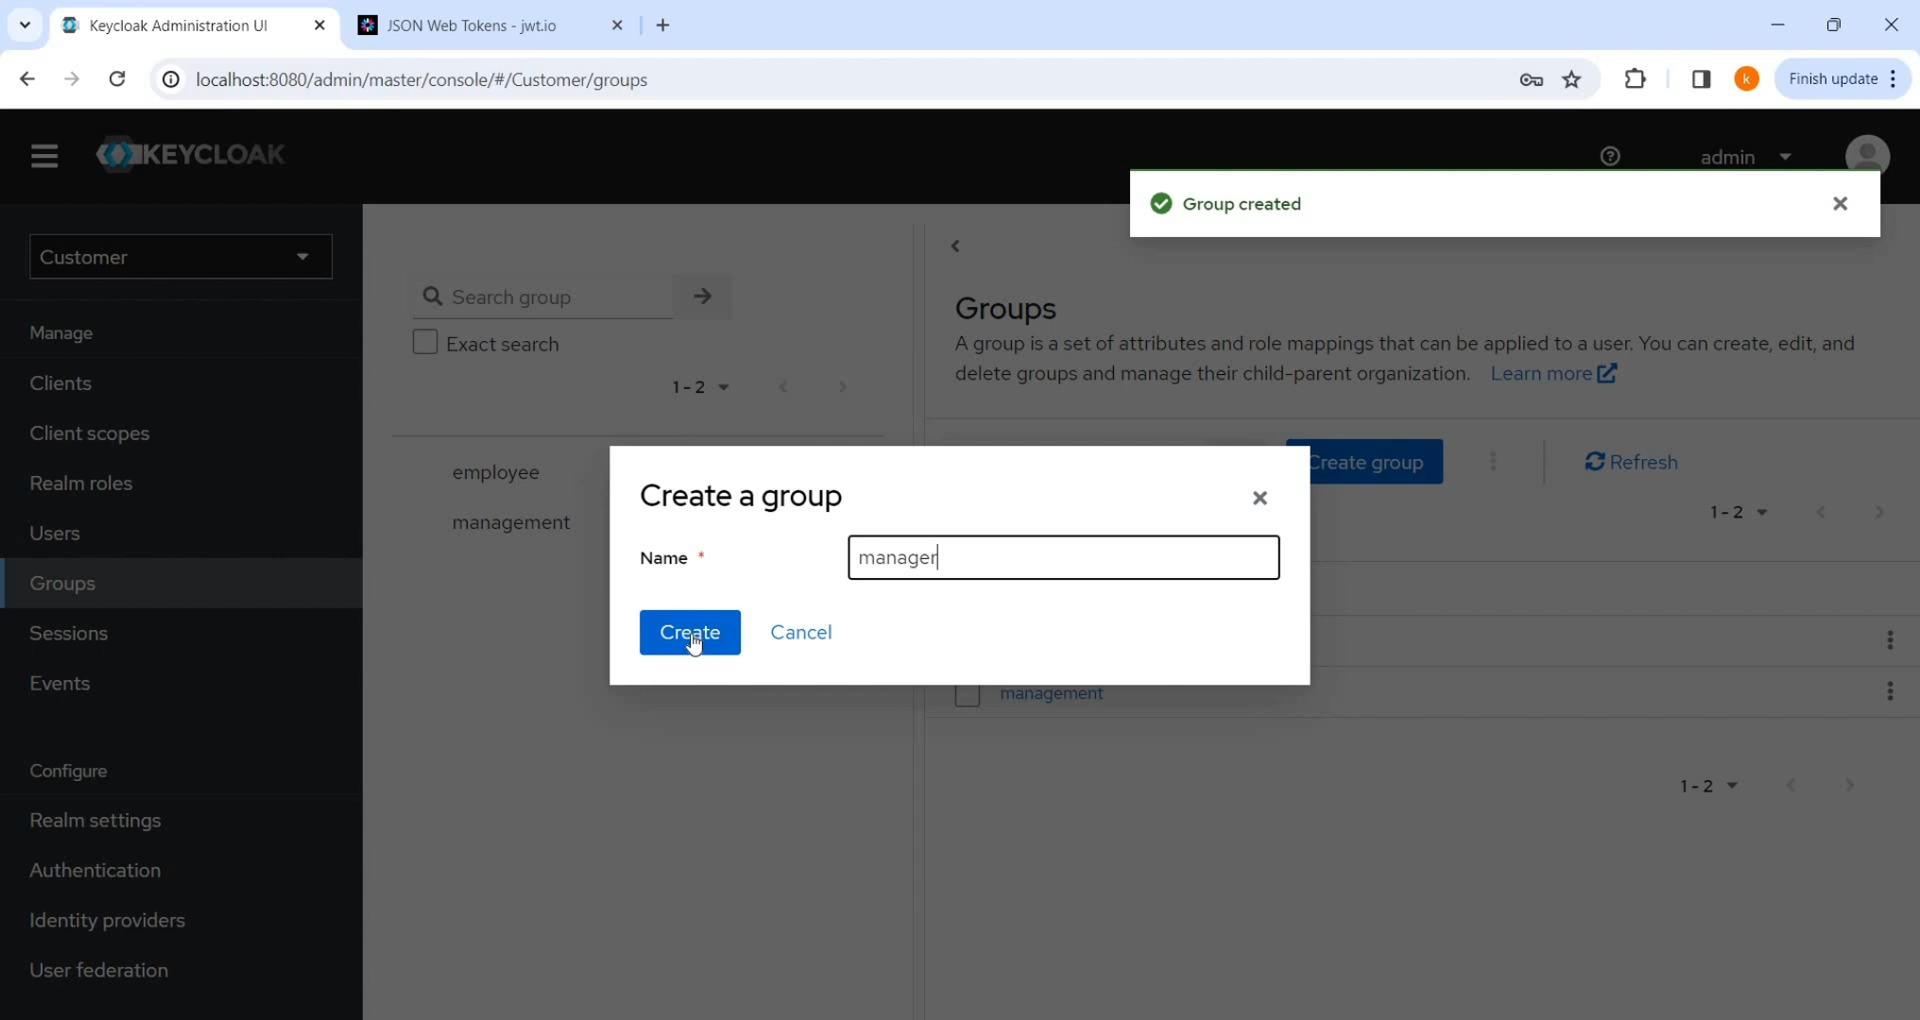 Keycloak Administration UI
JSON Web Tokens - jwt.io
localhost:8080/admin/master/console/#/Customer/groups
k
Finish update
KEYCLOAK
admin
Group created
Customer
Manage
Clients
Client scopes
Realm roles
Users
Groups
Sessions
Events
Configure
Realm settings
Authentication
Identity providers
User federation
Search group
Exact search
1 - 2
employee
management
Groups
A group is a set of attributes and role mappings that can be applied to a user. You can create, edit, and
delete groups and manage their child-parent organization. Learn more
Create group
Refresh
1 - 2
Create a group
Name *
manager
Create
Cancel
management
1 - 2